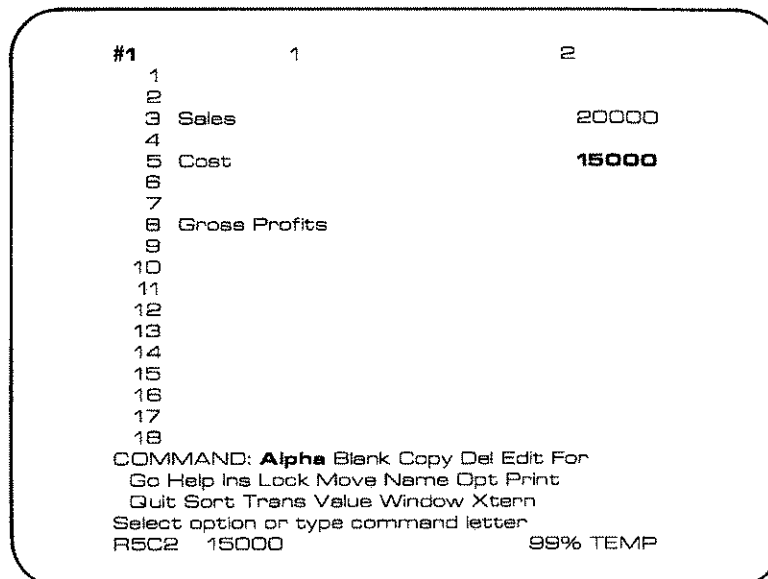 #1 1 2
1
2
3 Sales 20000
4
5 Cost 15000
6
7
8 Gross Profits
9
10
11
12
13
14
15
16
17
18
COMMAND: Alpha Blank Copy Del Edit For
Go Help Ins Lock Move Name Opt Print
Quit Sort Trans Value Window Xtern
Select option or type command letter
R5C2 15000 99% TEMP